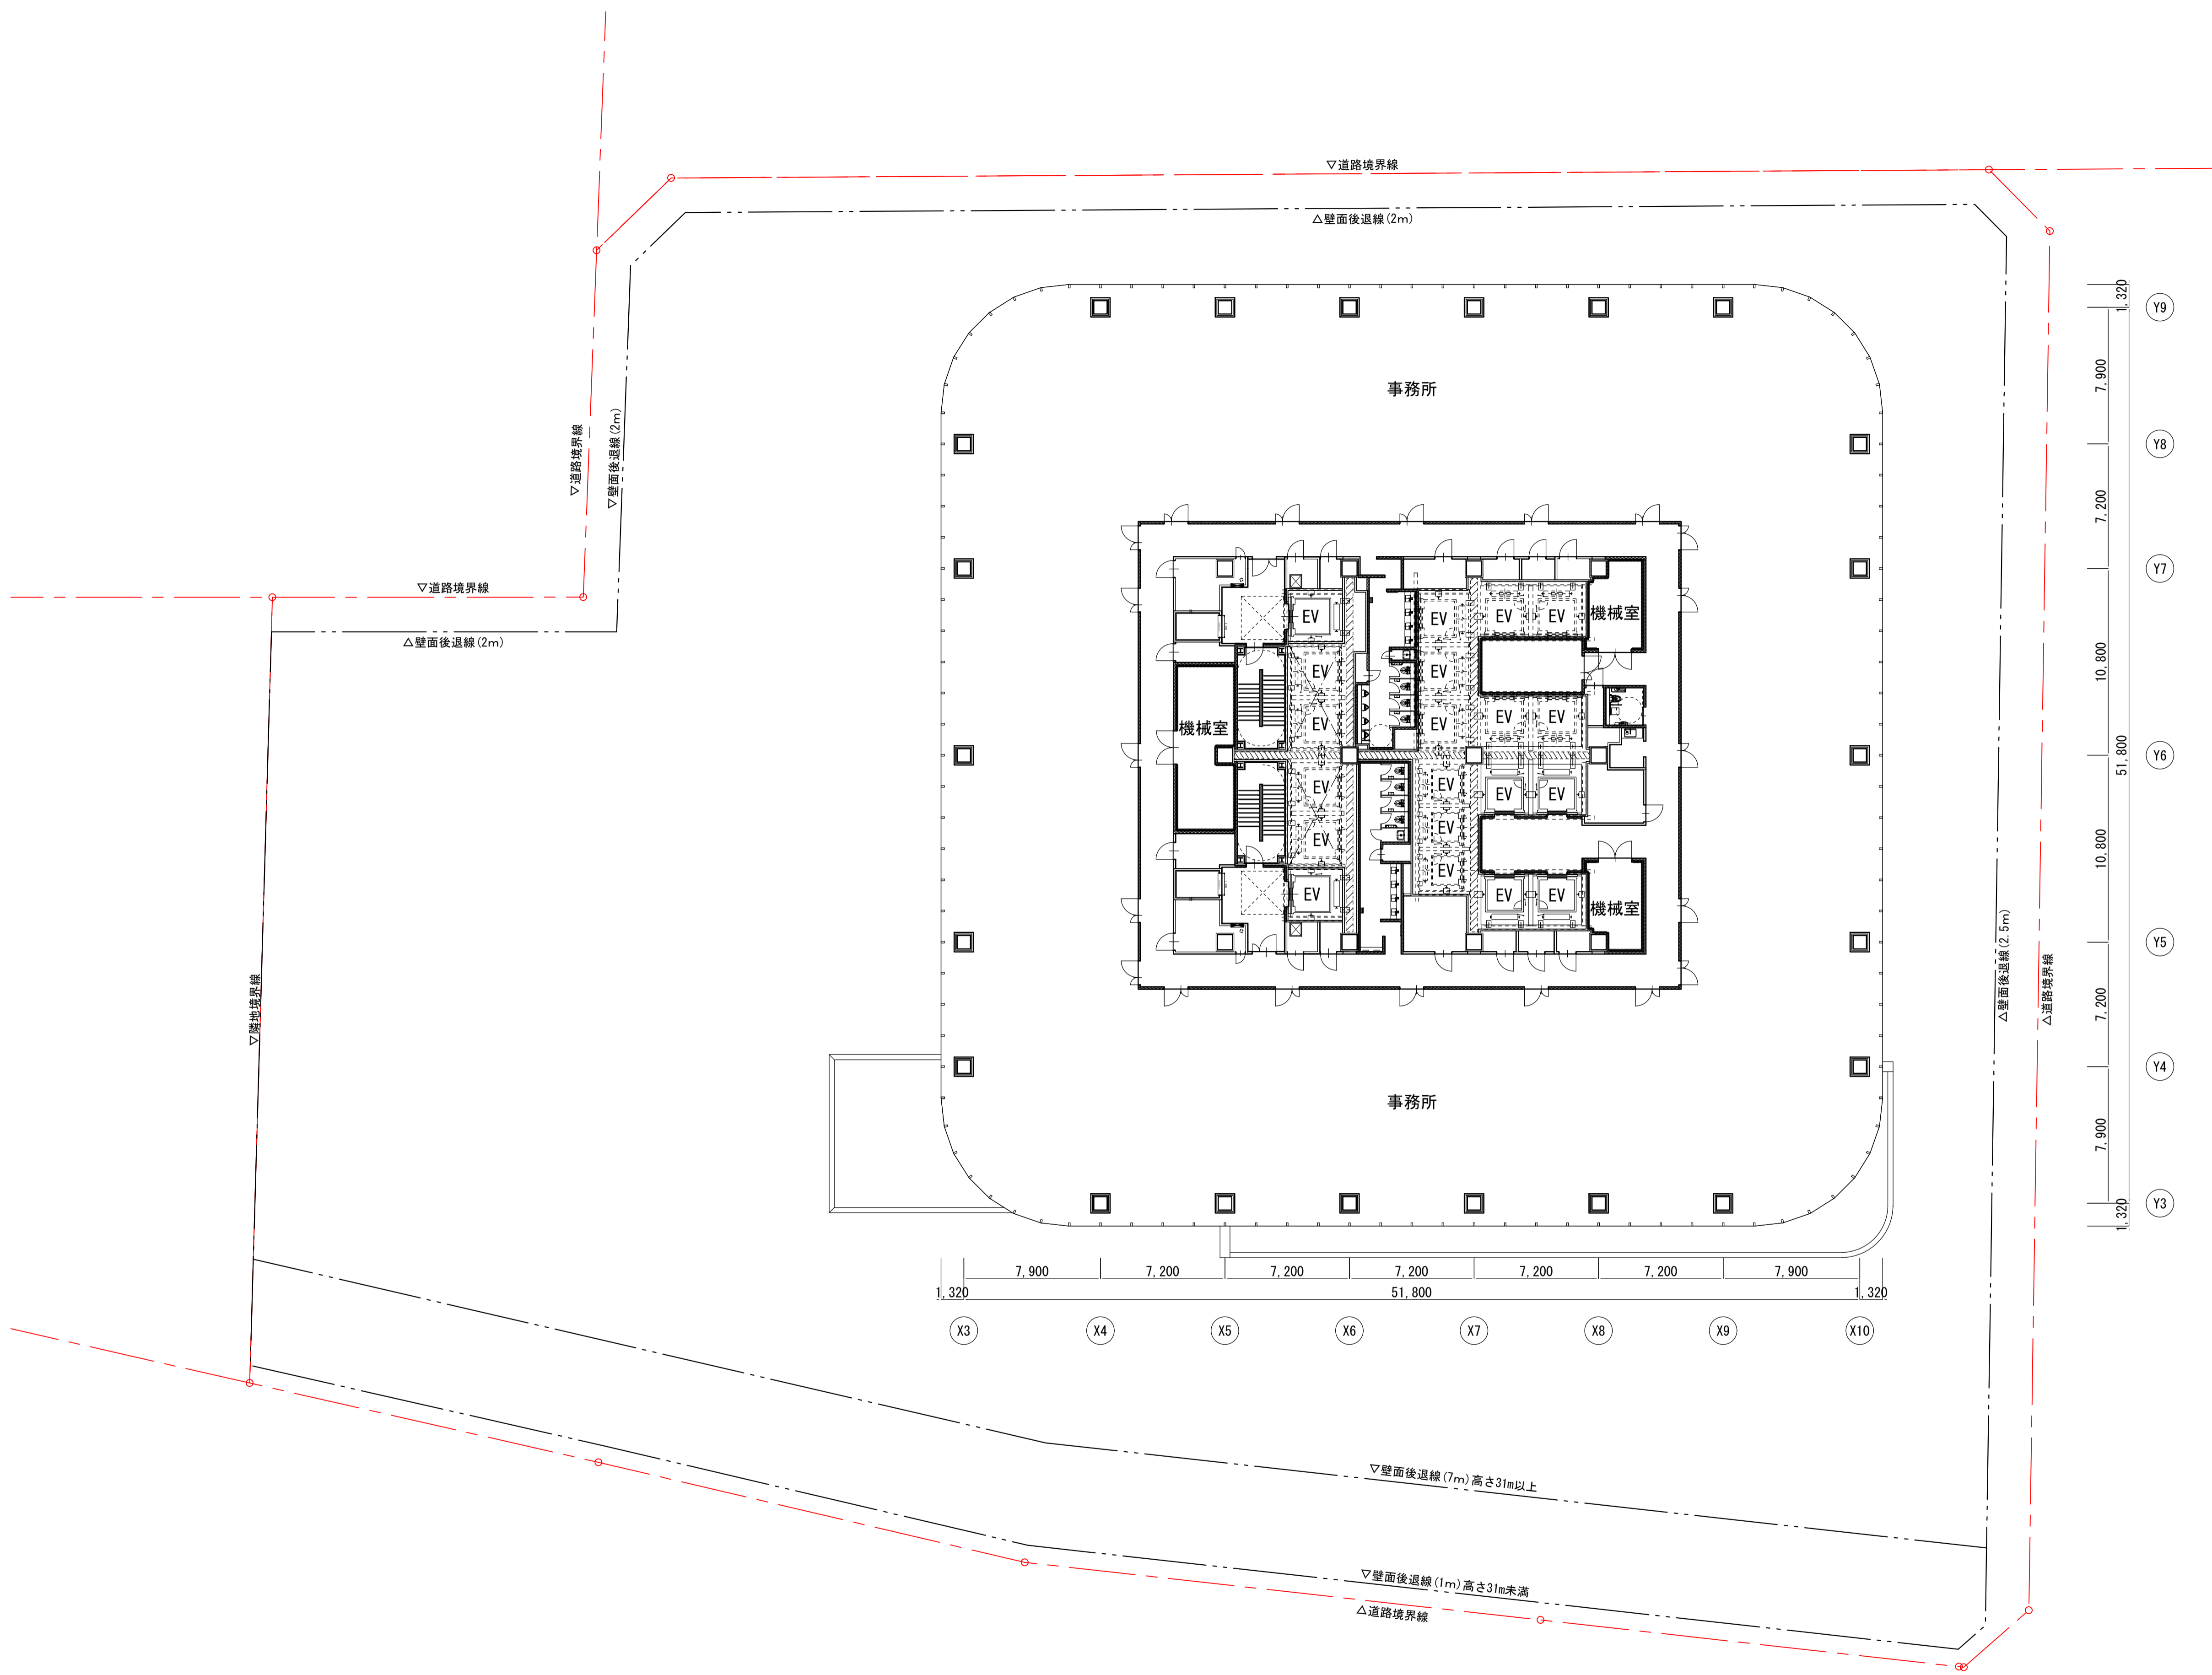 ▽道路境界線
△壁面後退線(2m)
▽道路境界線
▽壁面後退線(2m)
▽道路境界線
△壁面後退線(2m)
▽隣地境界線
事務所
EV
EV
EV
EV
機械室
EV
EV
EV
機械室
EV
EV
EV
EV
EV
EV
EV
EV
EV
EV
EV
EV
EV
EV
機械室
事務所
△壁面後退線(2.5m)
△道路境界線
1,320
Y9
7,900
Y8
7,200
Y7
10,800
51,800
Y6
10,800
Y5
7,200
Y4
7,900
1,320
Y3
7,900
7,200
7,200
7,200
7,200
7,200
7,900
1,320
51,800
1,320
X3
X4
X5
X6
X7
X8
X9
X10
▽壁面後退線(7m)高さ31m以上
▽壁面後退線(1m)高さ31m未満
△道路境界線